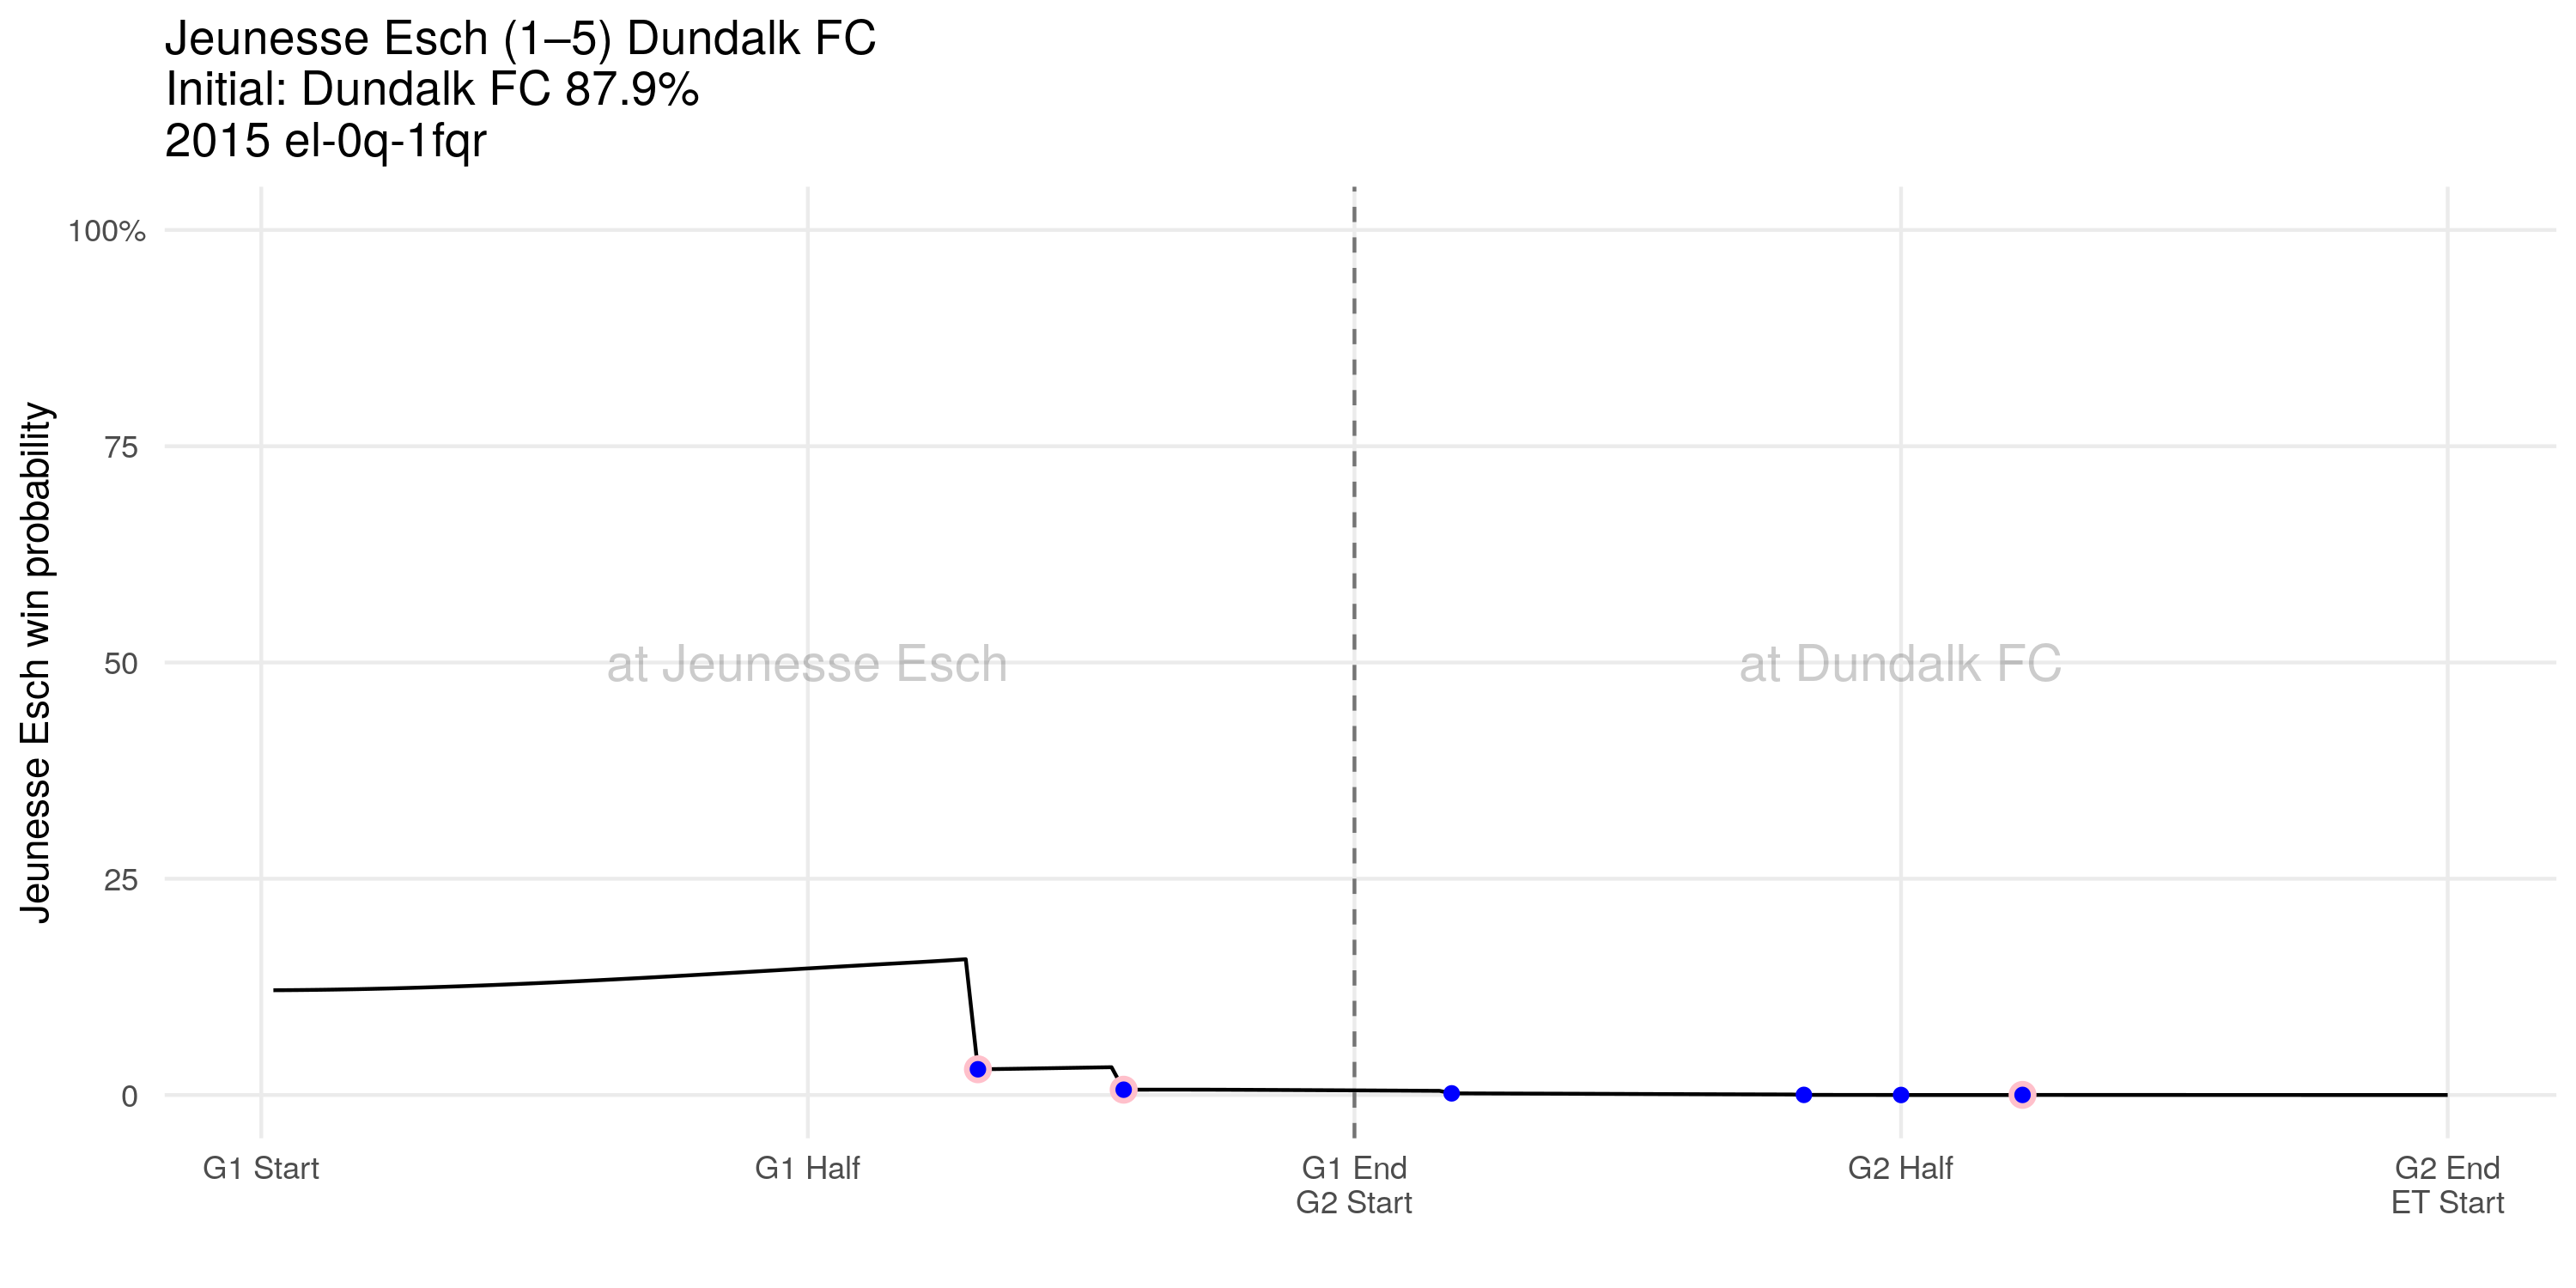 Jeunesse Esch (1–5) Dundalk FC
Initial: Dundalk FC 87.9%
2015 el-0q-1fqr
Jeunesse Esch win probability
100%
75
50
25
0
at Jeunesse Esch
at Dundalk FC
G1 Start
G1 Half
G1 End
G2 Start
G2 Half
G2 End
ET Start